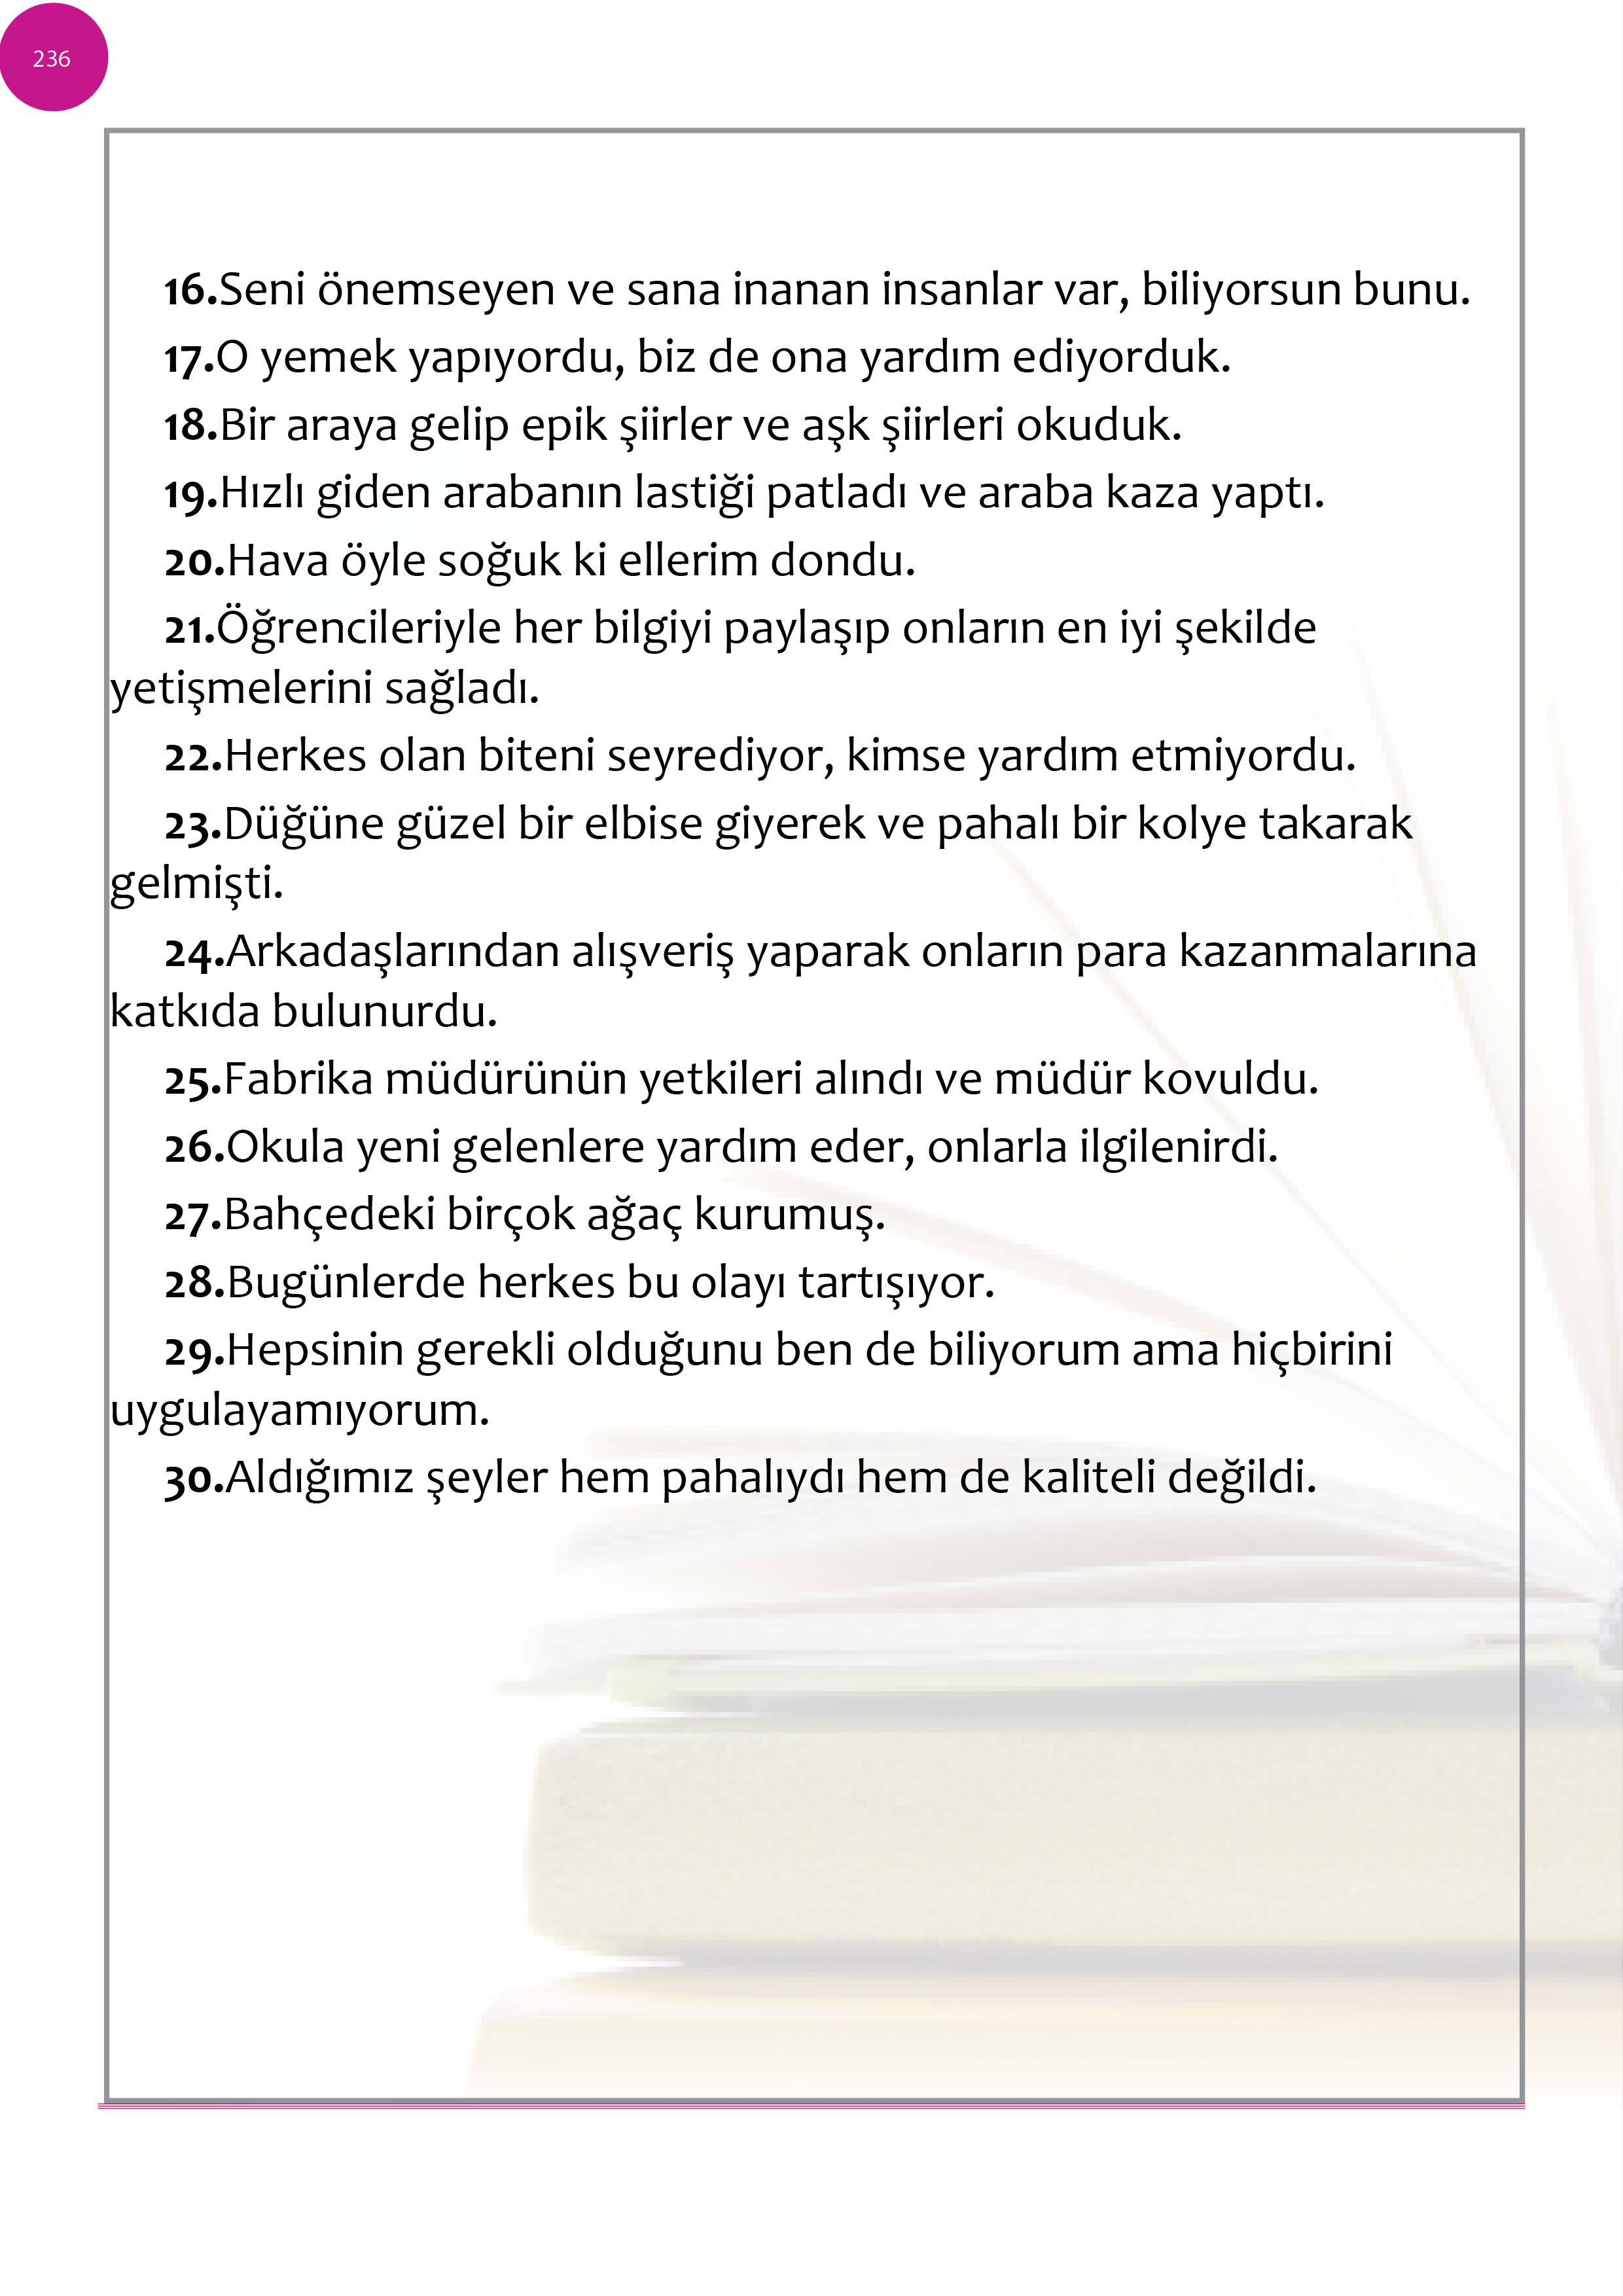 236
16.Seni önemseyen ve sana inanan insanlar var, biliyorsun bunu.
17.O yemek yapıyordu, biz de ona yardım ediyorduk.
18.Bir araya gelip epik şiirler ve aşk şiirleri okuduk.
19.Hızlı giden arabanın lastiği patladı ve araba kaza yaptı.
20.Hava öyle soğuk ki ellerim dondu.
21.Öğrencileriyle her bilgiyi paylaşıp onların en iyi şekilde
yetişmelerini sağladı.
22.Herkes olan biteni seyrediyor, kimse yardım etmiyordu.
23.Düğüne güzel bir elbise giyerek ve pahalı bir kolye takarak
gelmişti.
24.Arkadaşlarından alışveriş yaparak onların para kazanmalarına
katkıda bulunurdu.
25.Fabrika müdürünün yetkileri alındı ve müdür kovuldu.
26.Okula yeni gelenlere yardım eder, onlarla ilgilenirdi.
27.Bahçedeki birçok ağaç kurumuş.
28.Bugünlerde herkes bu olayı tartışıyor.
29.Hepsinin gerekli olduğunu ben de biliyorum ama hiçbirini
uygulayamıyorum.
30.Aldığımız şeyler hem pahalıydı hem de kaliteli değildi.